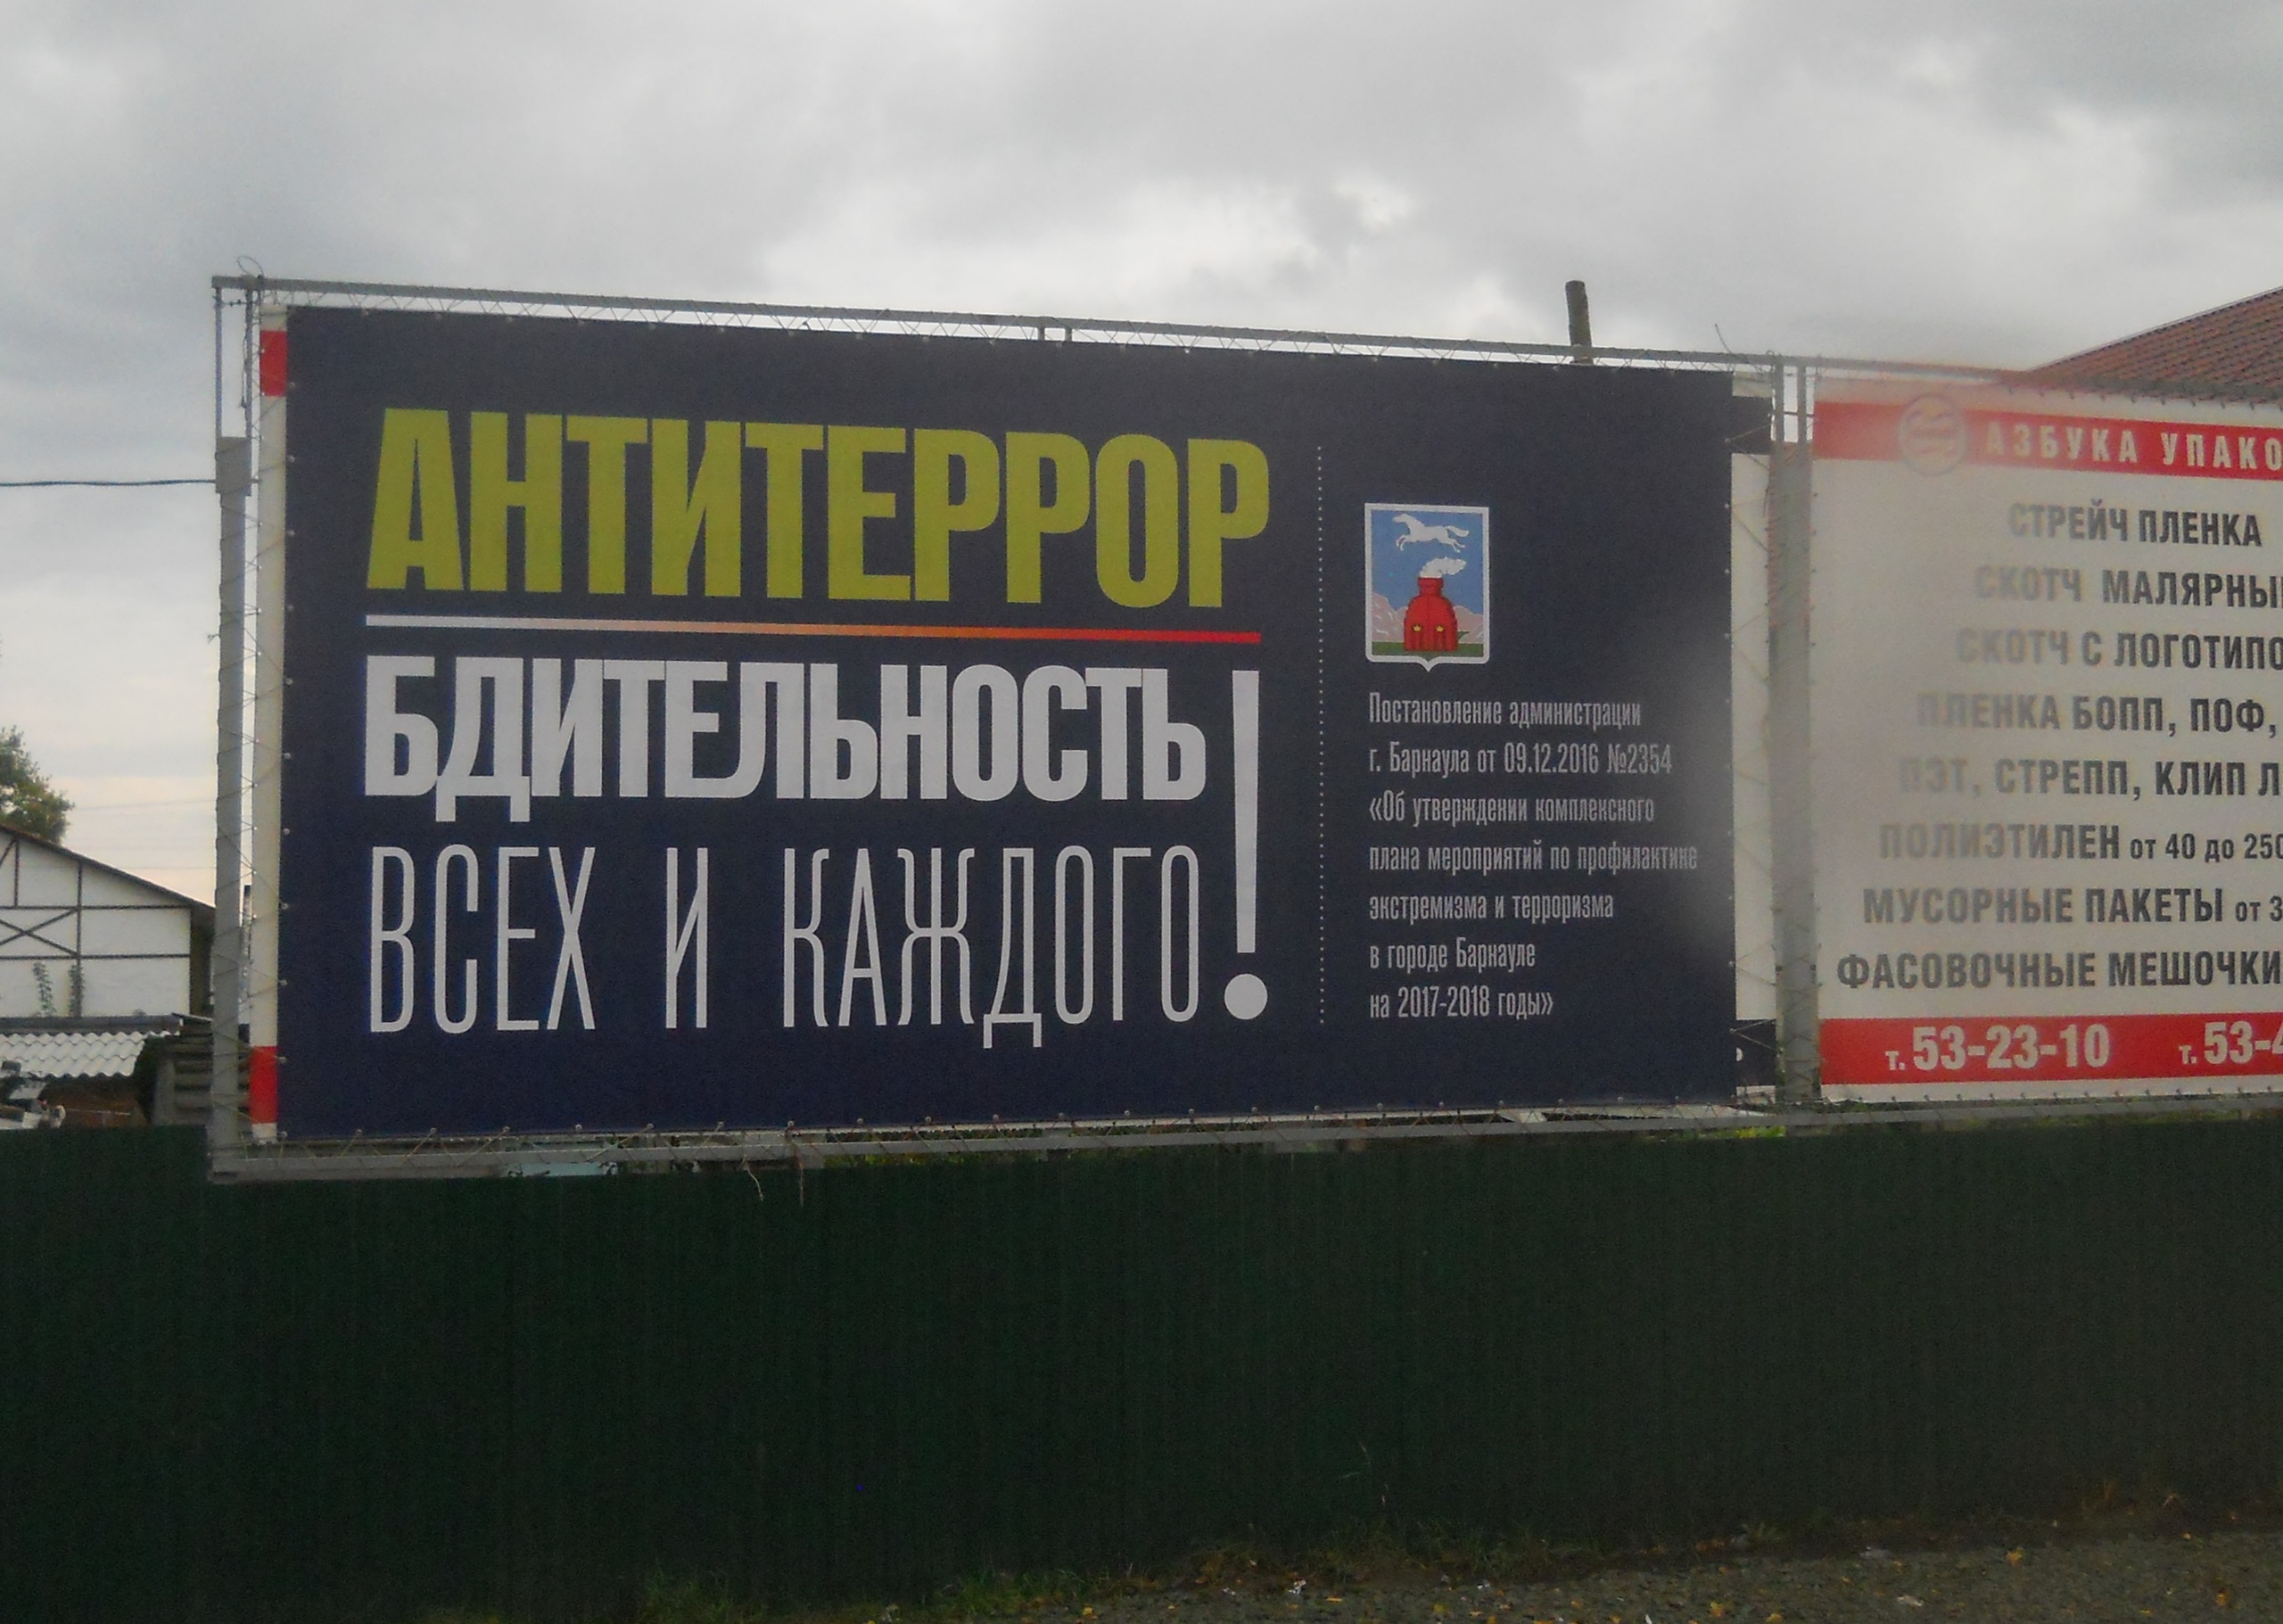 АНТИТЕРРОР
БДИТЕЛЬНОСТЬ
ВСЕХ И КАЖДОГО!
Постановление администрации
г. Барнаула от 09.12.2016 №2354
«Об утверждении комплексного
плана мероприятий по профилактике
экстремизма и терроризма
в городе Барнауле
на 2017-2018 годы»
АЗБУКА УПАКО
СТРЕЙЧ ПЛЕНКА
СКОТЧ МАЛЯРНЫ
СКОТЧ С ЛОГОТИПО
ПЛЕНКА БОПП, ПОФ,
ПЭТ, СТРЕПП, КЛИП Л
ПОЛИЭТИЛЕН от 40 до 250
МУСОРНЫЕ ПАКЕТЫ от 3
ФАСОВОЧНЫЕ МЕШОЧКИ
т. 53-23-10 т. 53-4